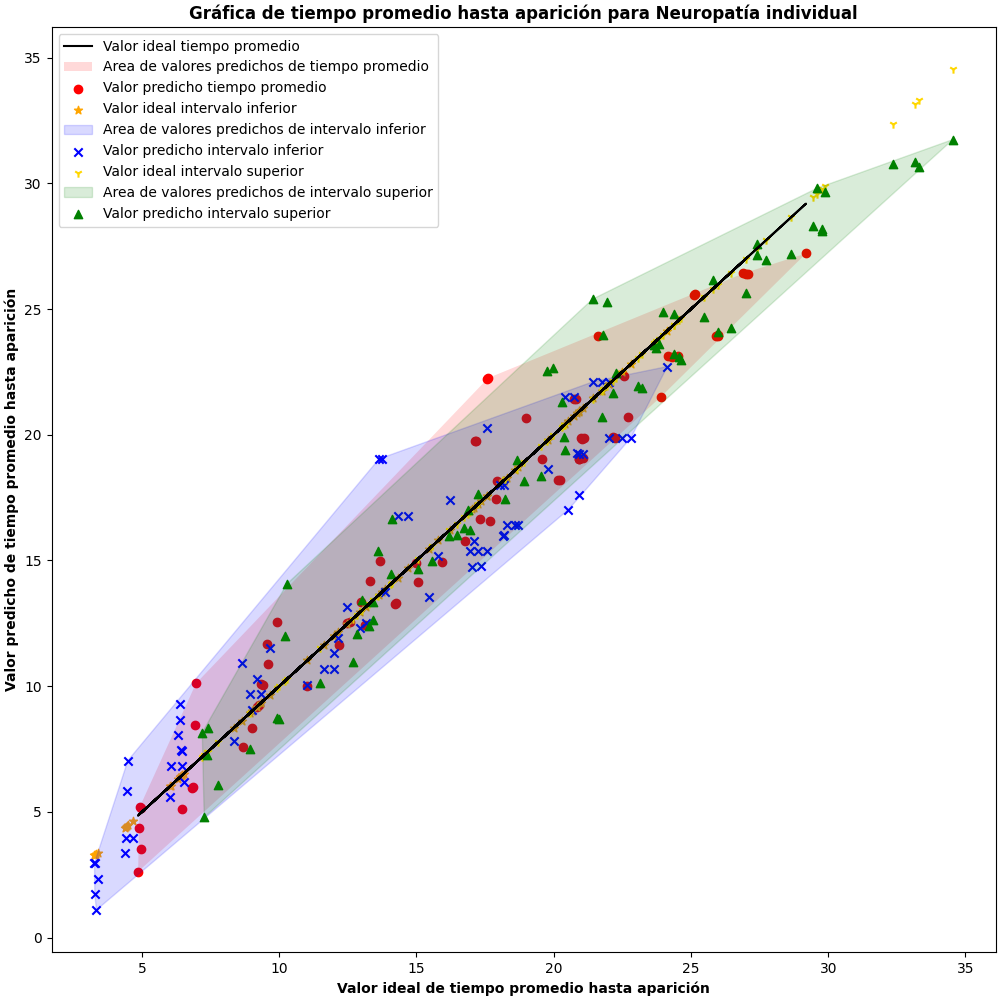 Gráfica de tiempo promedio hasta aparición para Neuropatía individual
Valor ideal tiempo promedio
Area de valores predichos de tiempo promedio
Valor predicho tiempo promedio
Valor ideal intervalo inferior
Area de valores predichos de intervalo inferior
Valor predicho intervalo inferior
Valor ideal intervalo superior
Area de valores predichos de intervalo superior
Valor predicho intervalo superior
Valor predicho de tiempo promedio hasta aparición
35
30
25
20
15
10
5
0
5 10 15 20 25 30 35
Valor ideal de tiempo promedio hasta aparición